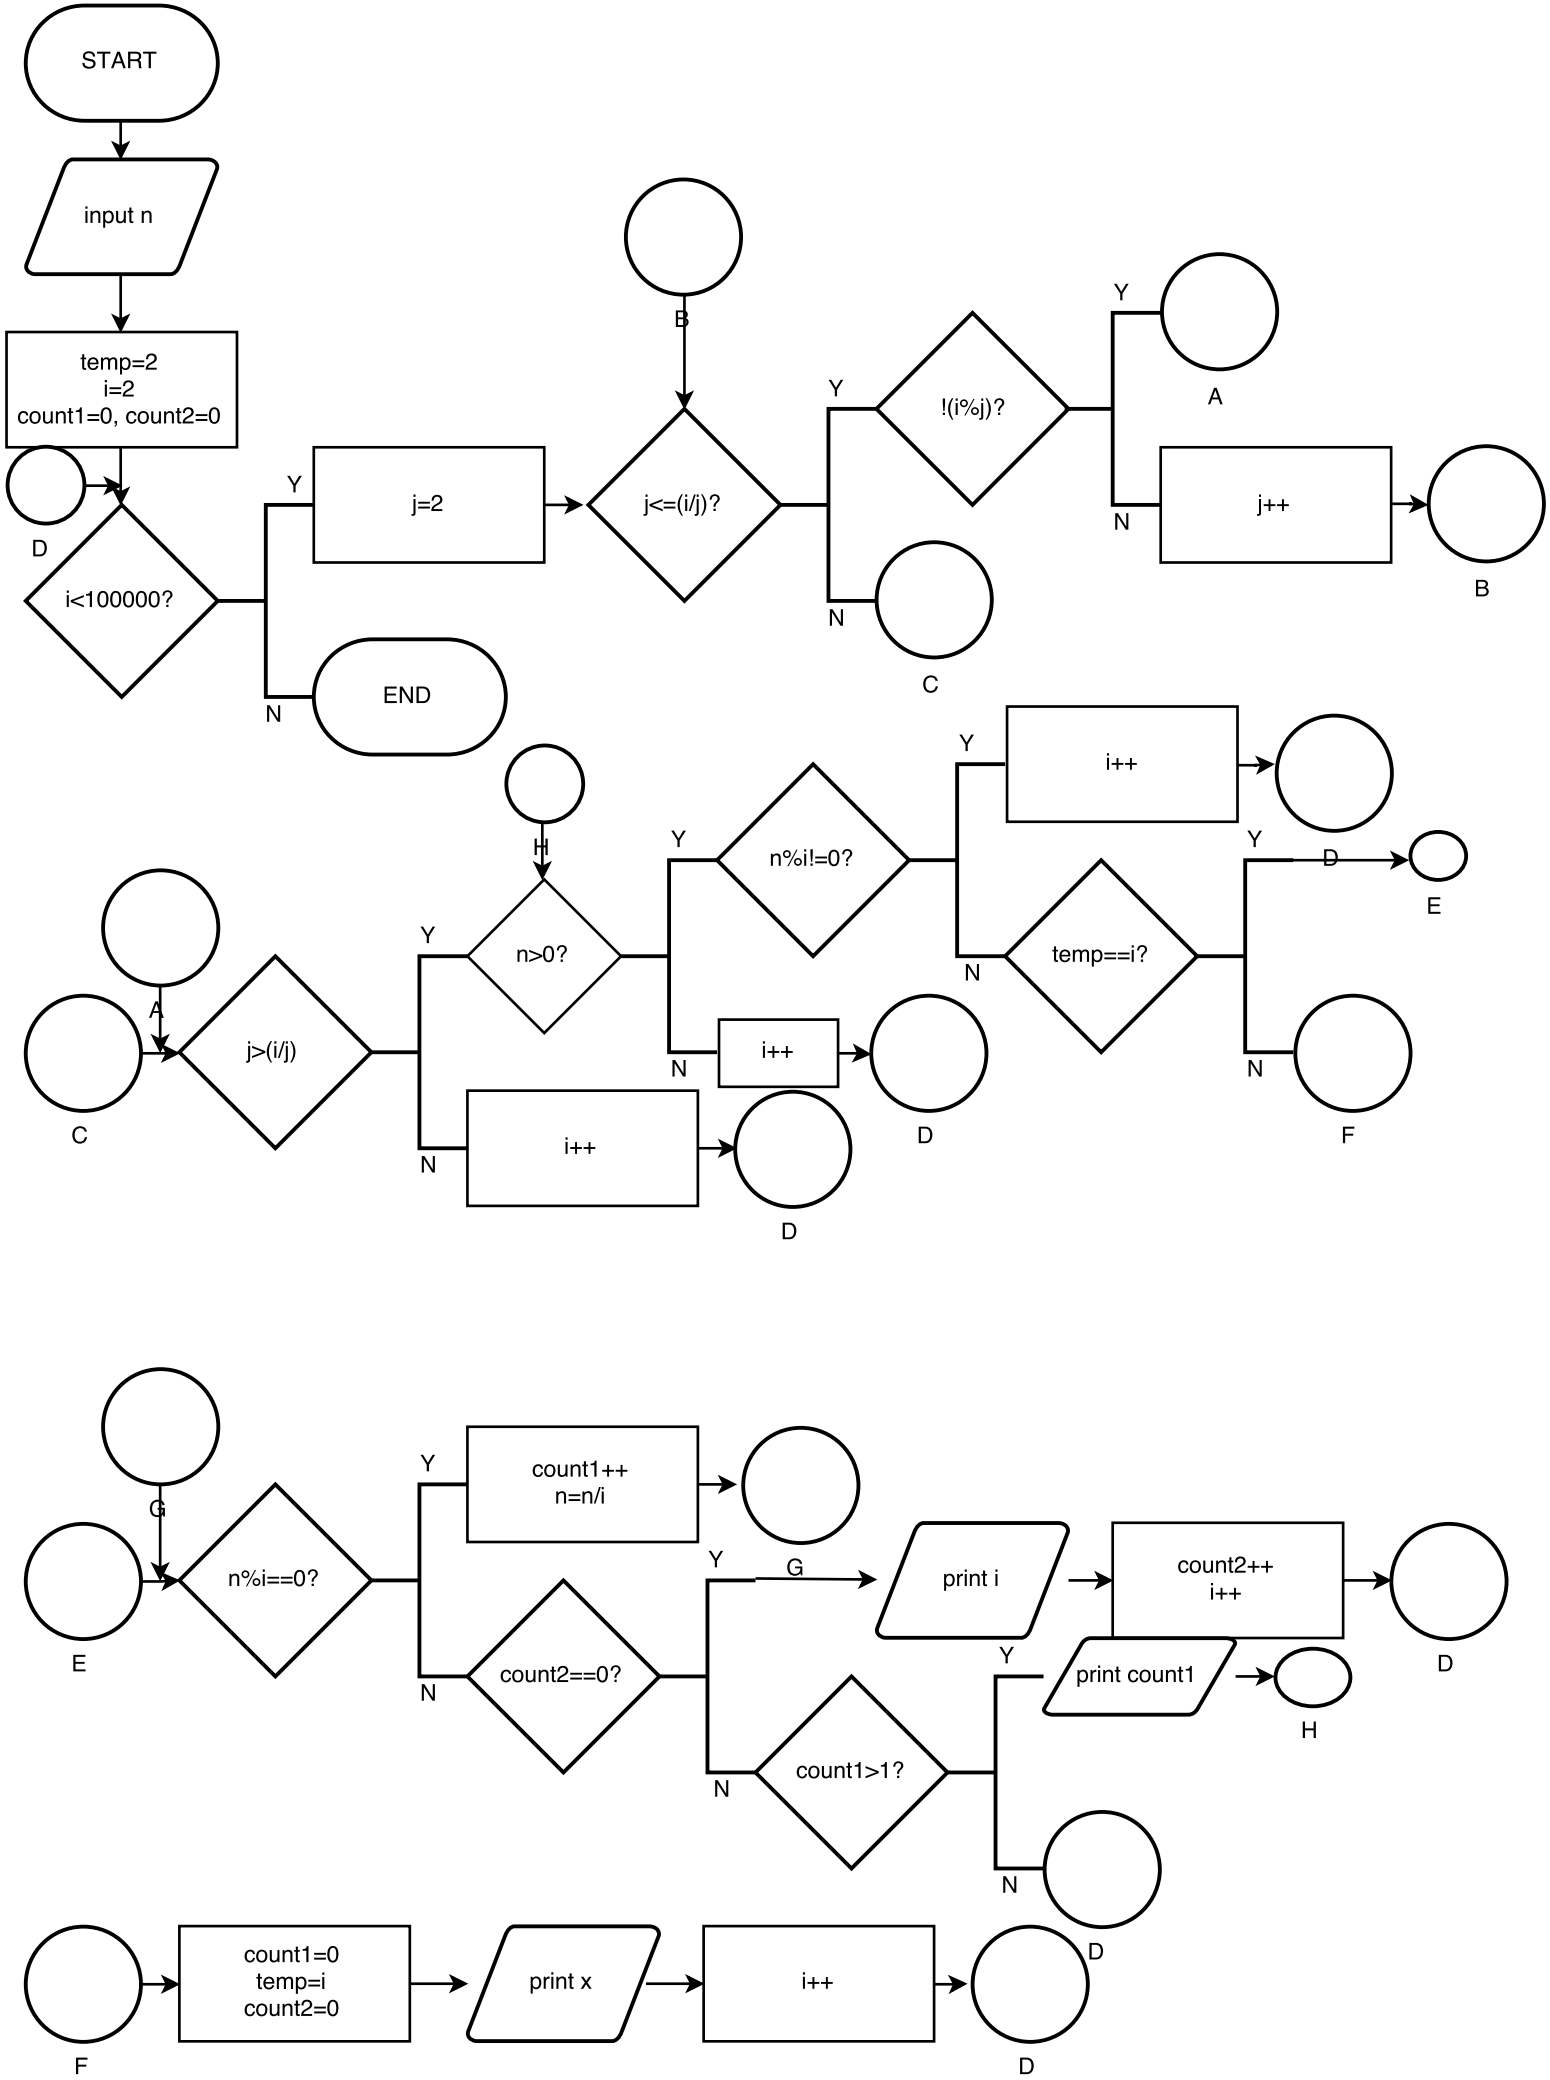 START
input n
temp=2
i=2
count1=0, count2=0
D
i<100000?
Y
j=2
N
END
B
j<=(i/j)?
Y
!(i%j)?
Y
A
N
j++
B
N
C
A
C
j>(i/j)
Y
H
n>0?
Y
n%i!=0?
Y
i++
D
N
temp==i?
Y
E
N
F
N
i++
D
N
i++
D
G
E
n%i==0?
Y
count1++
n=n/i
G
N
count2==0?
Y
print i
count2++
i++
D
N
count1>1?
Y
print count1
H
N
D
F
count1=0
temp=i
count2=0
print x
i++
D